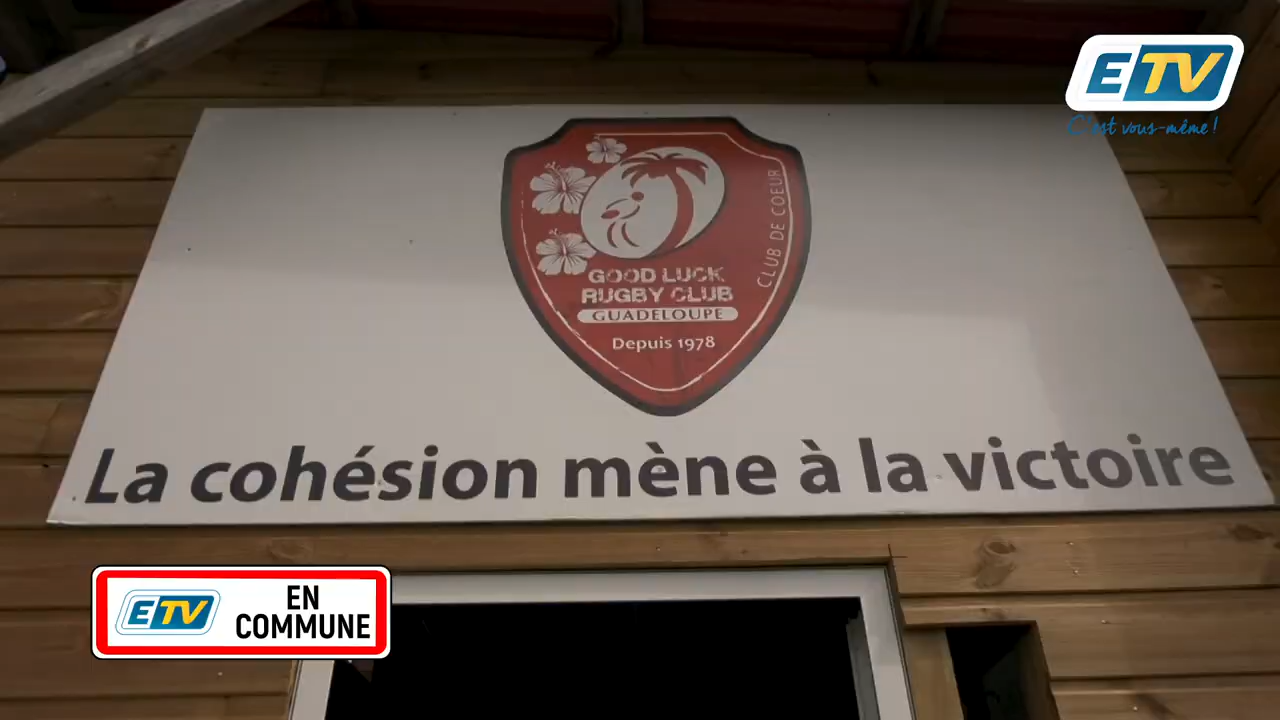 ETV
C'est vous-même !
CLUB DE COEUR
GOOD LUCK
RUGBY CLUB
GUADELOUPE
Depuis 1978
La cohésion mène à la victoire
ETV
EN
COMMUNE